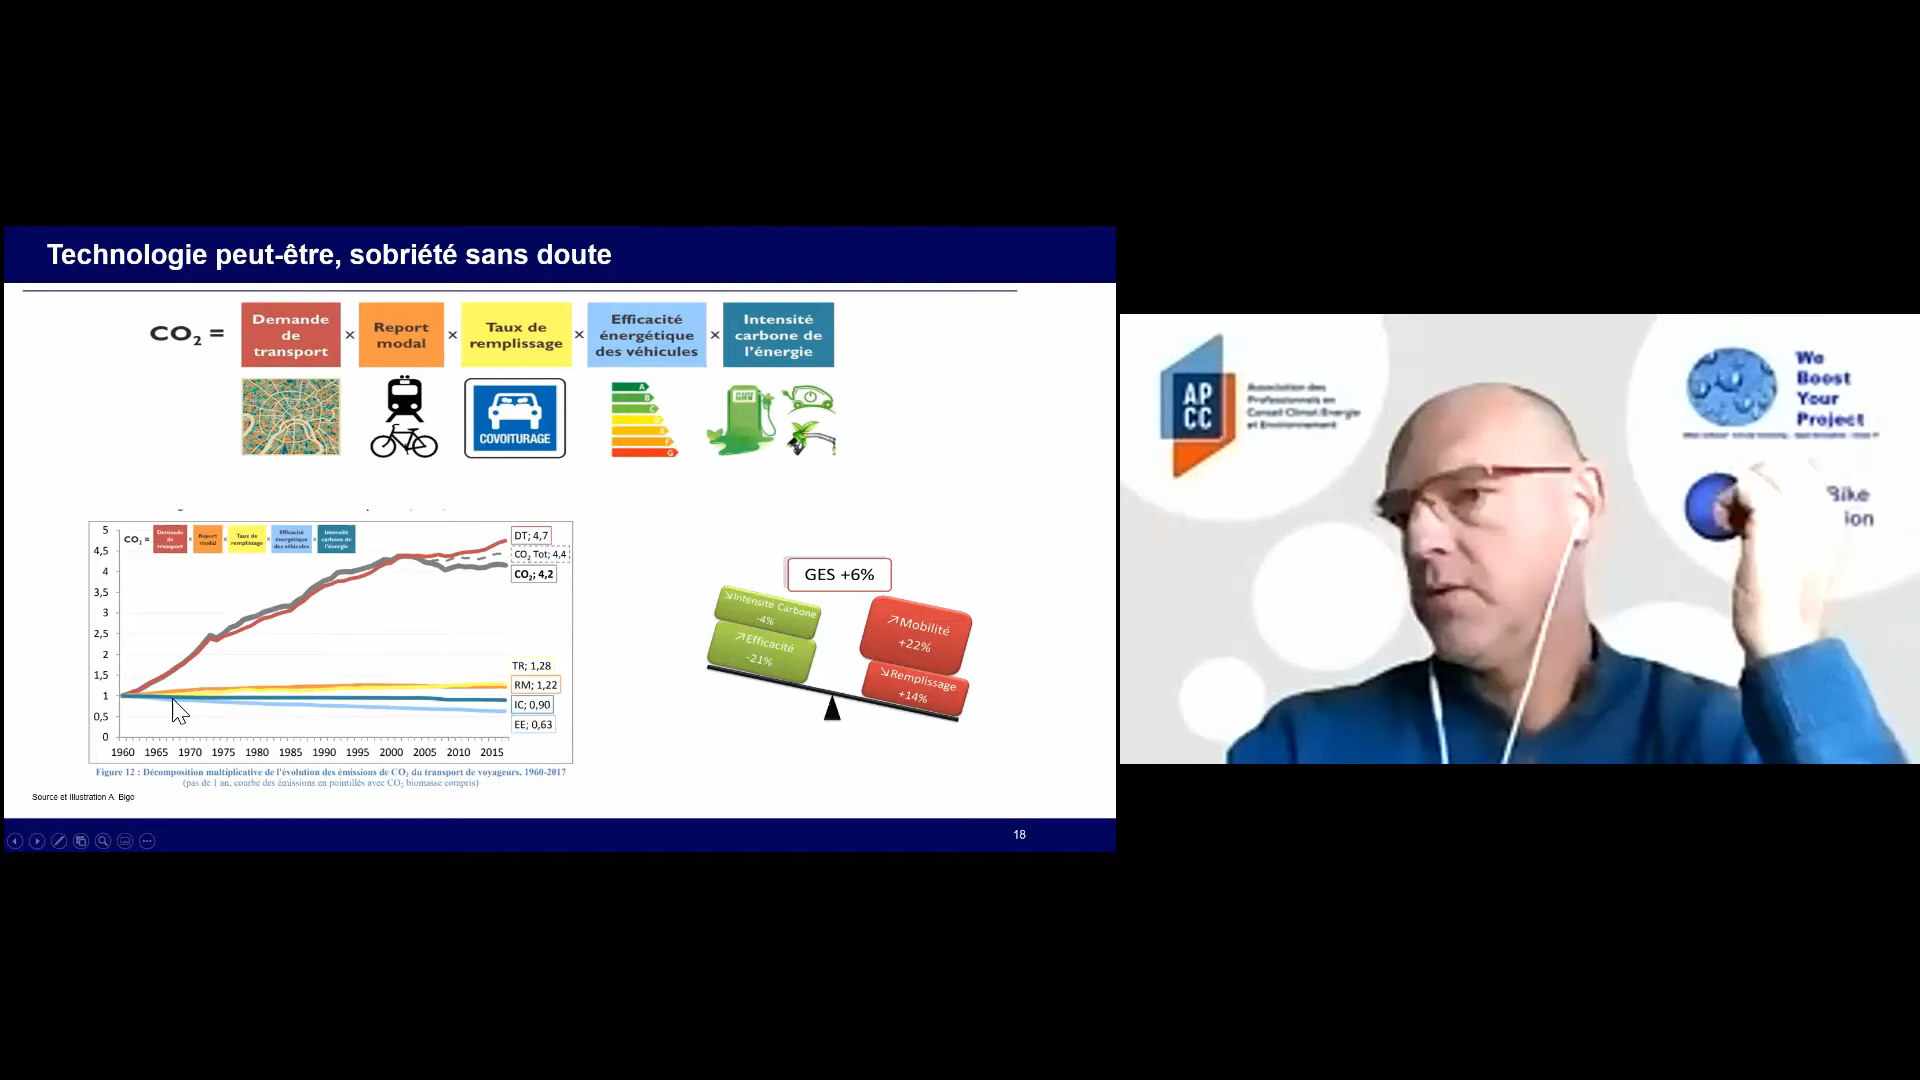 Technologie peut-être, sobriété sans doute
CO2 =
Demande
de
transport
×
Report
modal
×
Taux de
remplissage
×
Efficacité
énergétique
des véhicules
×
Intensité
carbone de
l'énergie
COVOITURAGE
A
B
C
D
E
F
G
GNV
5
4,5
4
3,5
3
2,5
2
1,5
1
0,5
0
CO2 =
Demande
de
transport
×
Report
modal
×
Taux de
remplissage
×
Efficacité
énergétique
des véhicules
×
Intensité
carbone de
l'énergie
DT; 4,7
CO2 Tot; 4,4
CO2; 4,2
TR; 1,28
RM; 1,22
IC; 0,90
EE; 0,63
1960 1965 1970 1975 1980 1985 1990 1995 2000 2005 2010 2015
Figure 12 : Décomposition multiplicative de l'évolution des émissions de CO2 du transport de voyageurs, 1960-2017
(pas de 1 an, courbe des émissions en pointillés avec CO2 biomasse compris)
Source et Illustration A. Bigo
GES +6%
↘Intensité Carbone
-4%
↗Efficacité
-21%
↗Mobilité
+22%
↘Remplissage
+14%
18
AP
CC
Association des
Professionnels en
Conseil Climat Energie
et Environnement
We
Boost
Your
Project
Bike
ion